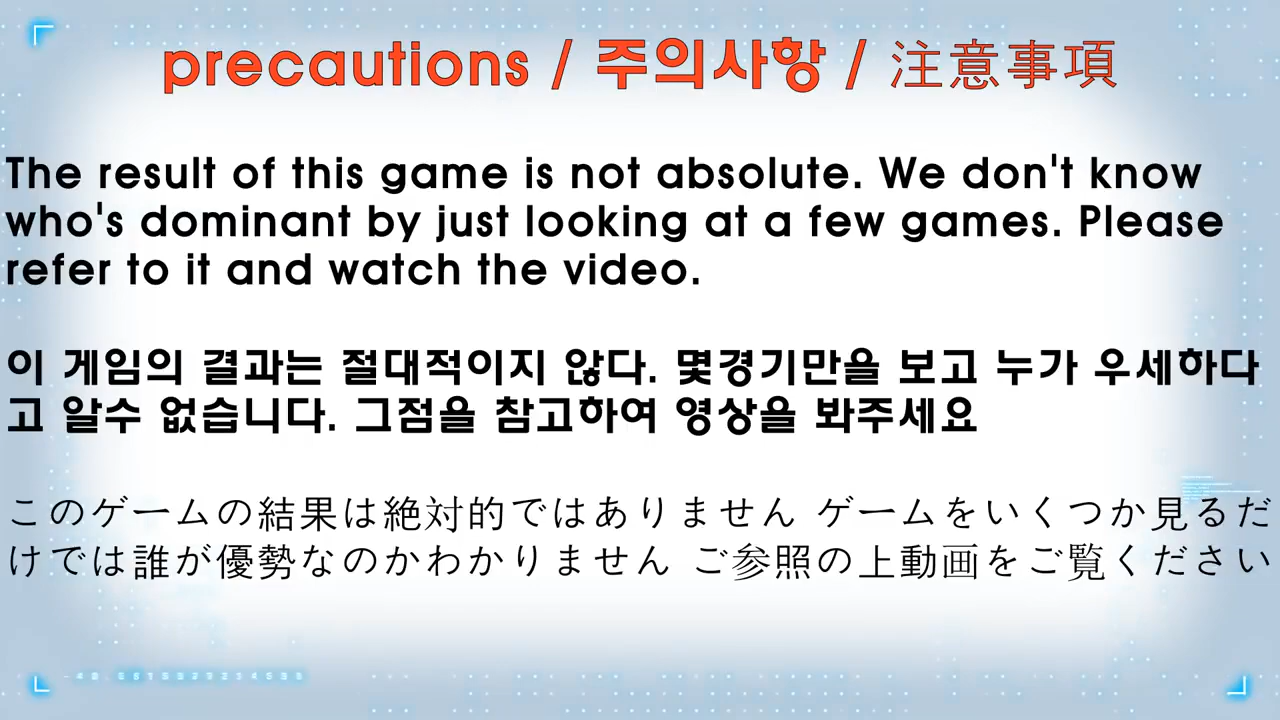 precautions / 주의사항 / 注意事項
The result of this game is not absolute. We don't know
who's dominant by just looking at a few games. Please
refer to it and watch the video.
이 게임의 결과는 절대적이지 않다. 몇경기만을 보고 누가 우세하다
고 알수 없습니다. 그점을 참고하여 영상을 봐주세요
このゲームの結果は絶対的ではありません ゲームをいくつか見るだ
けでは誰が優勢なのかわかりません ご参照の上動画をご覧ください